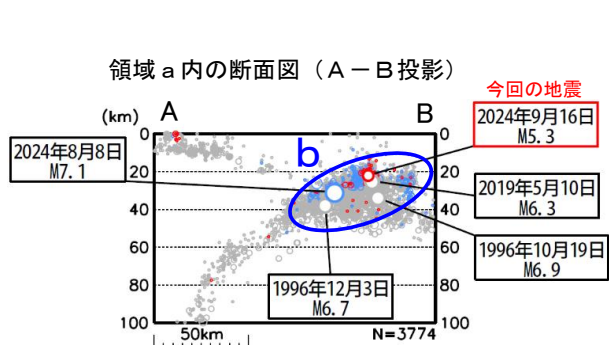 領域ａ内の断面図（Ａ－Ｂ投影）
今回の地震
(km)
A
B
2024年9月16日
M5.3
2024年8月8日
M7.1
b
0
20
40
60
80
100
0
20
40
60
80
100
2019年5月10日
M6.3
1996年10月19日
M6.9
1996年12月3日
M6.7
50km
N=3774